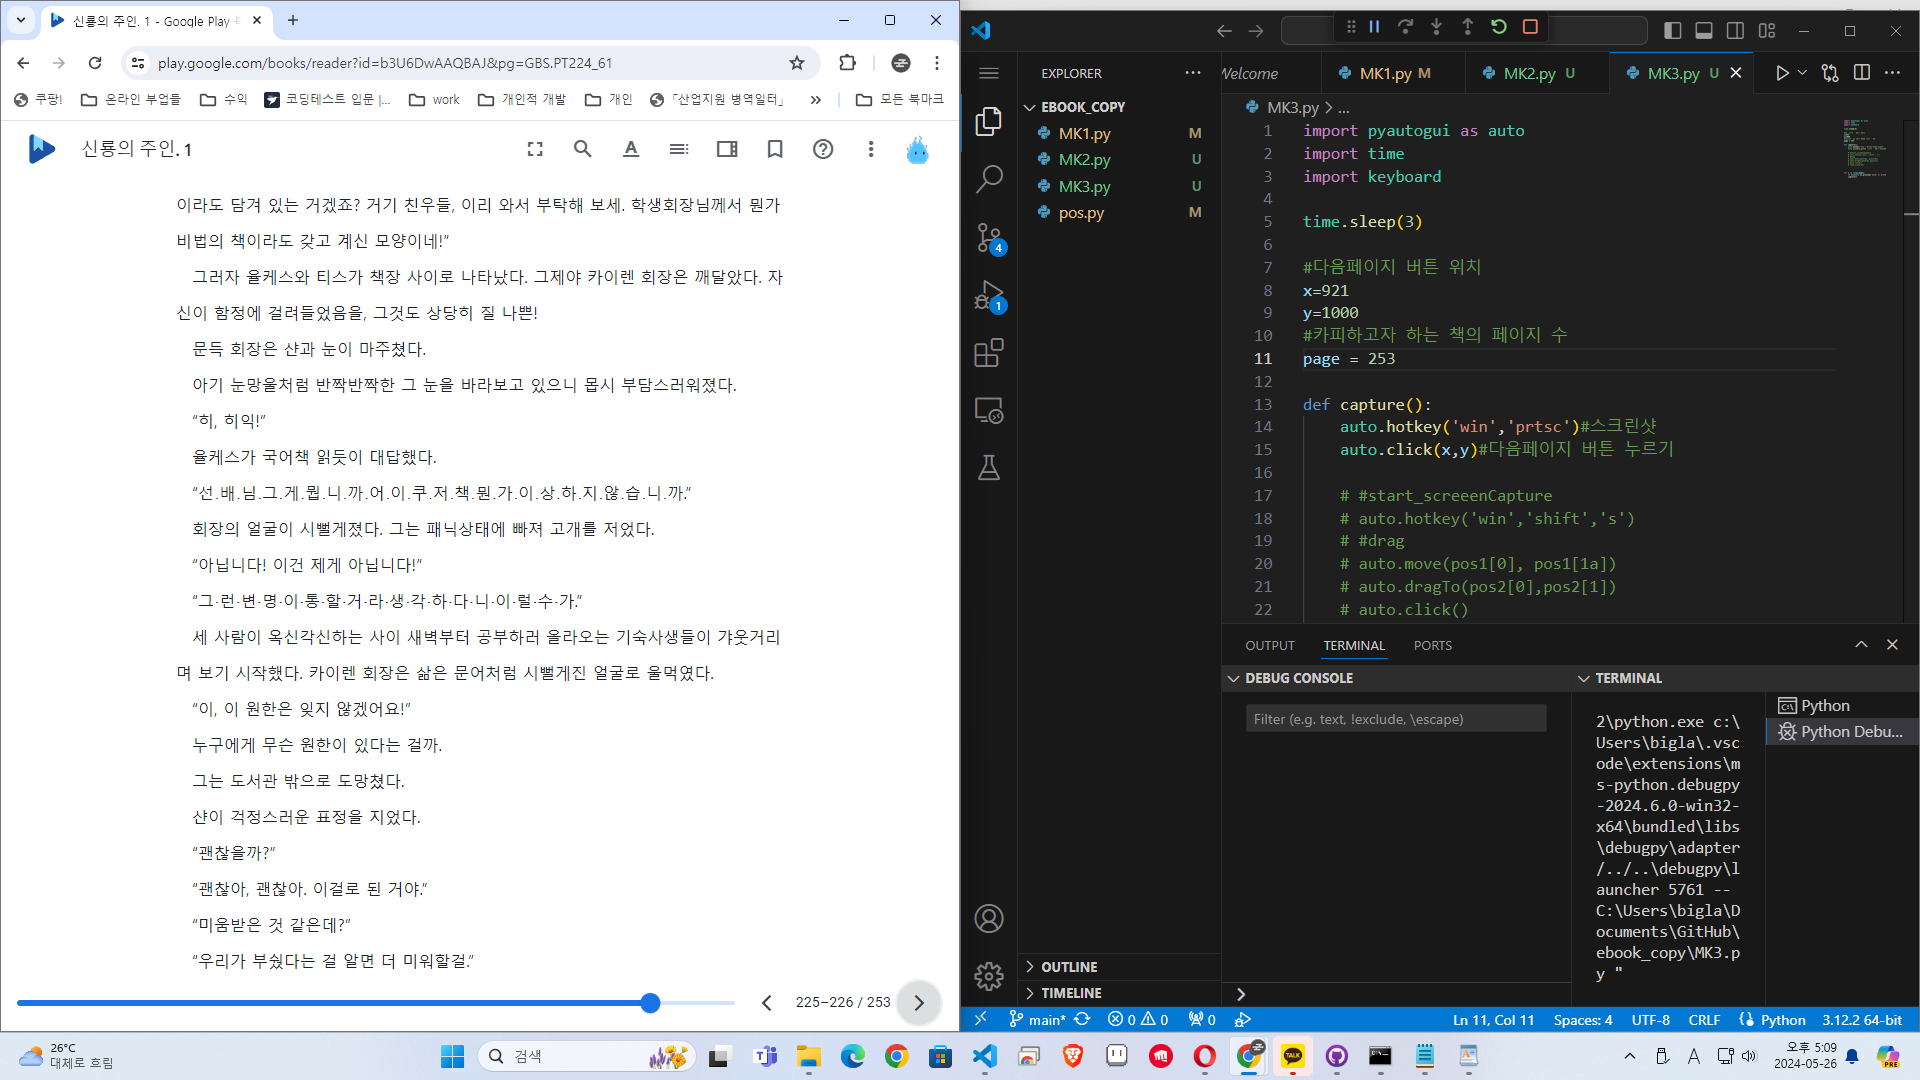 신룡의 주인. 1 - Google Play
play.google.com/books/reader?id=b3U6DwAAQBAJ&pg=GBS.PT224_61
쿠팡!
온라인 부업들
수익
코딩테스트 입문 |...
work
개인적 개발
개인
「산업지원 병역일터」
모든 북마크
신룡의 주인. 1
이라도 담겨 있는 거겠죠? 거기 친우들, 이리 와서 부탁해 보세. 학생회장님께서 뭔가
비법의 책이라도 갖고 계신 모양이네!”
그러자 율케스와 티스가 책장 사이로 나타났다. 그제야 카이렌 회장은 깨달았다. 자
신이 함정에 걸려들었음을, 그것도 상당히 질 나쁜!
문득 회장은 샨과 눈이 마주쳤다.
아기 눈망울처럼 반짝반짝한 그 눈을 바라보고 있으니 몹시 부담스러워졌다.
“히, 히익!”
율케스가 국어책 읽듯이 대답했다.
“선.배.님.그.게.뭡.니.까.어.이.쿠.저.책.뭔.가.이.상.하.지.않.습.니.까.”
회장의 얼굴이 시뻘게졌다. 그는 패닉상태에 빠져 고개를 저었다.
“아닙니다! 이건 제게 아닙니다!”
“그·런·변·명·이·통·할·거·라·생·각·하·다·니·이·럴·수·가.”
세 사람이 옥신각신하는 사이 새벽부터 공부하러 올라오는 기숙사생들이 갸웃거리
며 보기 시작했다. 카이렌 회장은 삶은 문어처럼 시뻘게진 얼굴로 울먹였다.
“이, 이 원한은 잊지 않겠어요!”
누구에게 무슨 원한이 있다는 걸까.
그는 도서관 밖으로 도망쳤다.
샨이 걱정스러운 표정을 지었다.
“괜찮을까?”
“괜찮아, 괜찮아. 이걸로 된 거야.”
“미움받은 것 같은데?”
“우리가 부쉈다는 걸 알면 더 미워할걸.”
225–226 / 253
EXPLORER
EBOOK_COPY
MK1.py M
MK2.py U
MK3.py U
pos.py M
OUTLINE
TIMELINE
Welcome
MK1.py M
MK2.py U
MK3.py U
MK3.py > ...
1 import pyautogui as auto
2 import time
3 import keyboard
4
5 time.sleep(3)
6
7 #다음페이지 버튼 위치
8 x=921
9 y=1000
10 #카피하고자 하는 책의 페이지 수
11 page = 253
12
13 def capture():
14 auto.hotkey('win','prtsc')#스크린샷
15 auto.click(x,y)#다음페이지 버튼 누르기
16
17 # #start_screeenCapture
18 # auto.hotkey('win','shift','s')
19 # #drag
20 # auto.move(pos1[0], pos1[1a])
21 # auto.dragTo(pos2[0],pos2[1])
22 # auto.click()
OUTPUT TERMINAL PORTS
DEBUG CONSOLE
Filter (e.g. text, !exclude, \escape)
TERMINAL
2\python.exe c:\
Users\bigla\.vsc
ode\extensions\m
s-python.debugpy
-2024.6.0-win32-
x64\bundled\libs
\debugpy\adapter
/../..\debugpy\l
auncher 5761 --
C:\Users\bigla\D
ocuments\GitHub\
ebook_copy\MK3.p
y "
Python
Python Debu...
4
1
main* 0 0 0
Ln 11, Col 11 Spaces: 4 UTF-8 CRLF Python 3.12.2 64-bit
26°C
대체로 흐림
검색
TALK
A
오후 5:09
2024-05-26
PRE